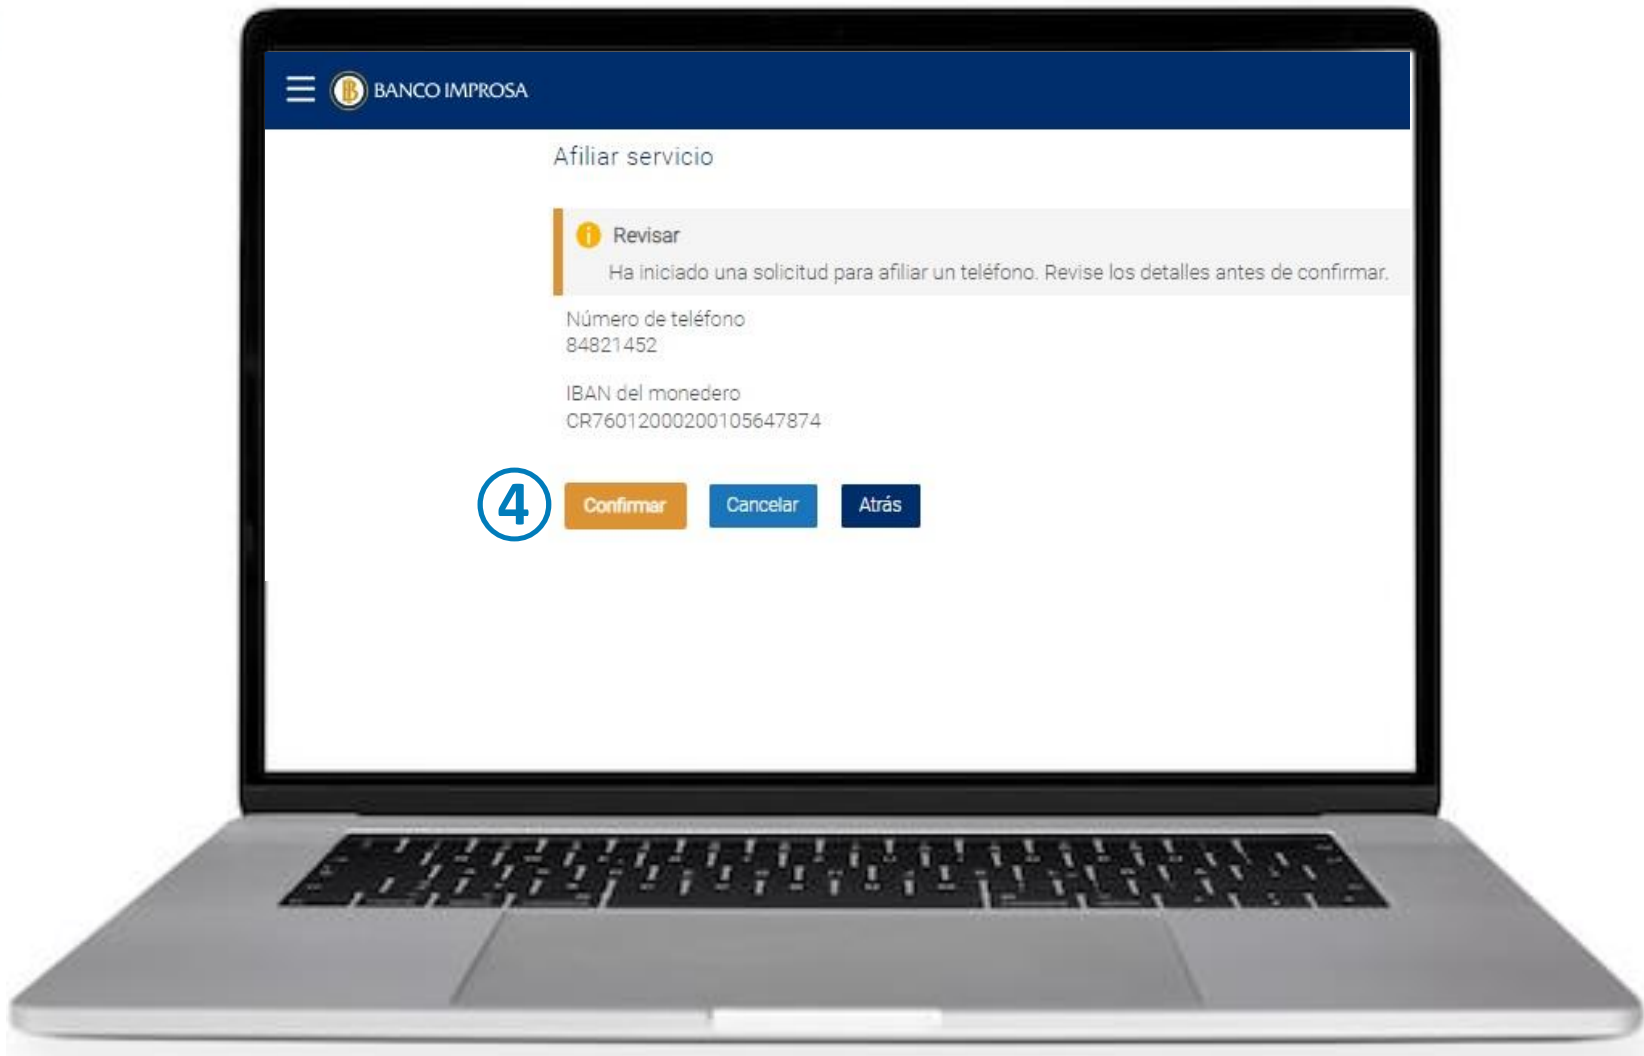 BANCO IMPROSA
Afiliar servicio
Revisar
Ha iniciado una solicitud para afiliar un teléfono. Revise los detalles antes de confirmar.
Número de teléfono
84821452
IBAN del monedero
CR76012000200105647874
4 Confirmar Cancelar Atrás